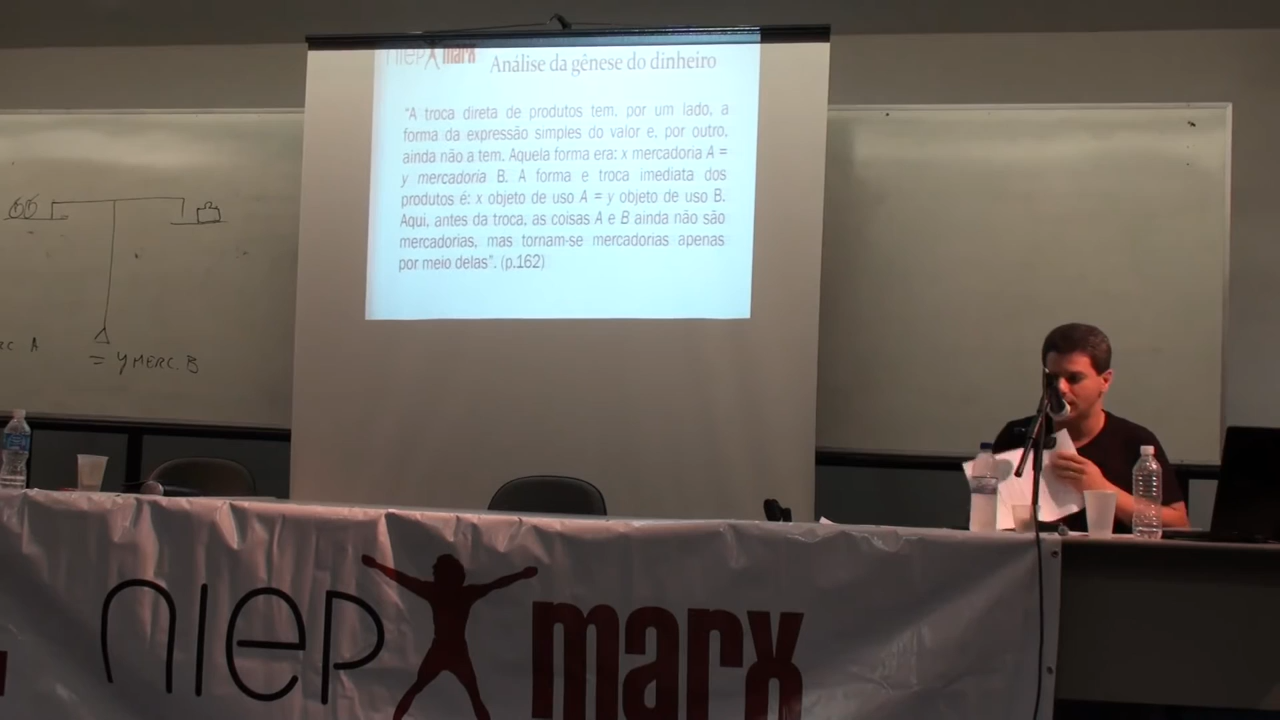 niep marx
Análise da gênese do dinheiro
"A troca direta de produtos tem, por um lado, a
forma da expressão simples do valor e, por outro,
ainda não a tem. Aquela forma era: x mercadoria A =
y mercadoria B. A forma e troca imediata dos
produtos é: x objeto de uso A = y objeto de uso B.
Aqui, antes da troca, as coisas A e B ainda não são
mercadorias, mas tornam-se mercadorias apenas
por meio delas". (p.162)
A = Y MERC. B
niep marx